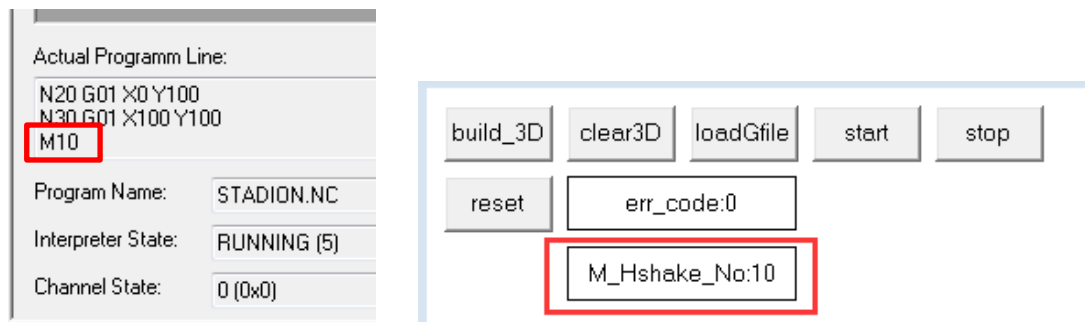 Actual Programm Line:
N20 G01 X0 Y100
N30 G01 X100 Y100
M10
Program Name: STADION.NC
Interpreter State: RUNNING (5)
Channel State: 0 (0x0)
build_3D clear3D loadGfile start stop
reset err_code:0
M_Hshake_No:10